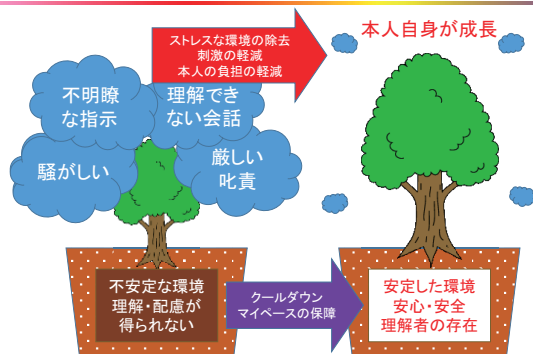 ストレスな環境の除去
刺激の軽減
本人の負担の軽減
本人自身が成長
不明瞭
な指示
理解でき
ない会話
騒がしい
厳しい
叱責
不安定な環境
理解・配慮が
得られない
クールダウン
マイペースの保障
安定した環境
安心・安全
理解者の存在